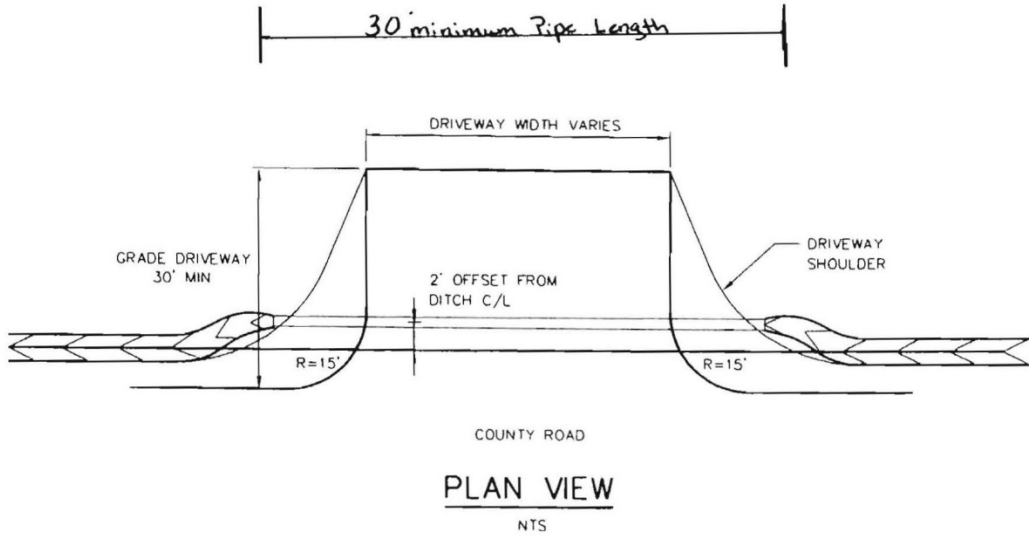 30' minimum Pipe Length
DRIVEWAY WIDTH VARIES
GRADE DRIVEWAY
30' MIN
2' OFFSET FROM
DITCH C/L
DRIVEWAY
SHOULDER
R=15'
R=15'
COUNTY ROAD
PLAN VIEW
NTS